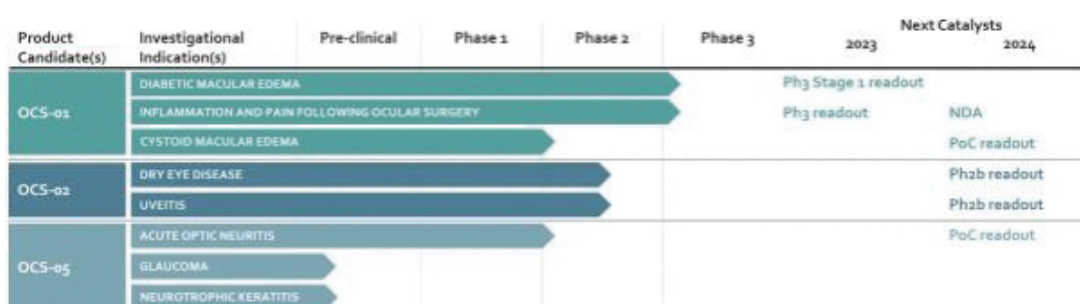 Next Catalysts
Product Candidate(s)
Investigational Indication(s)
Pre-clinical
Phase 1
Phase 2
Phase 3
2023
2024
OCS-01
DIABETIC MACULAR EDEMA
Ph3 Stage 1 readout
INFLAMMATION AND PAIN FOLLOWING OCULAR SURGERY
Ph3 readout
NDA
CYSTOID MACULAR EDEMA
PoC readout
OCS-02
DRY EYE DISEASE
Ph2b readout
UVEITIS
Ph2b readout
OCS-05
ACUTE OPTIC NEURITIS
PoC readout
GLAUCOMA
NEUROTROPHIC KERATITIS